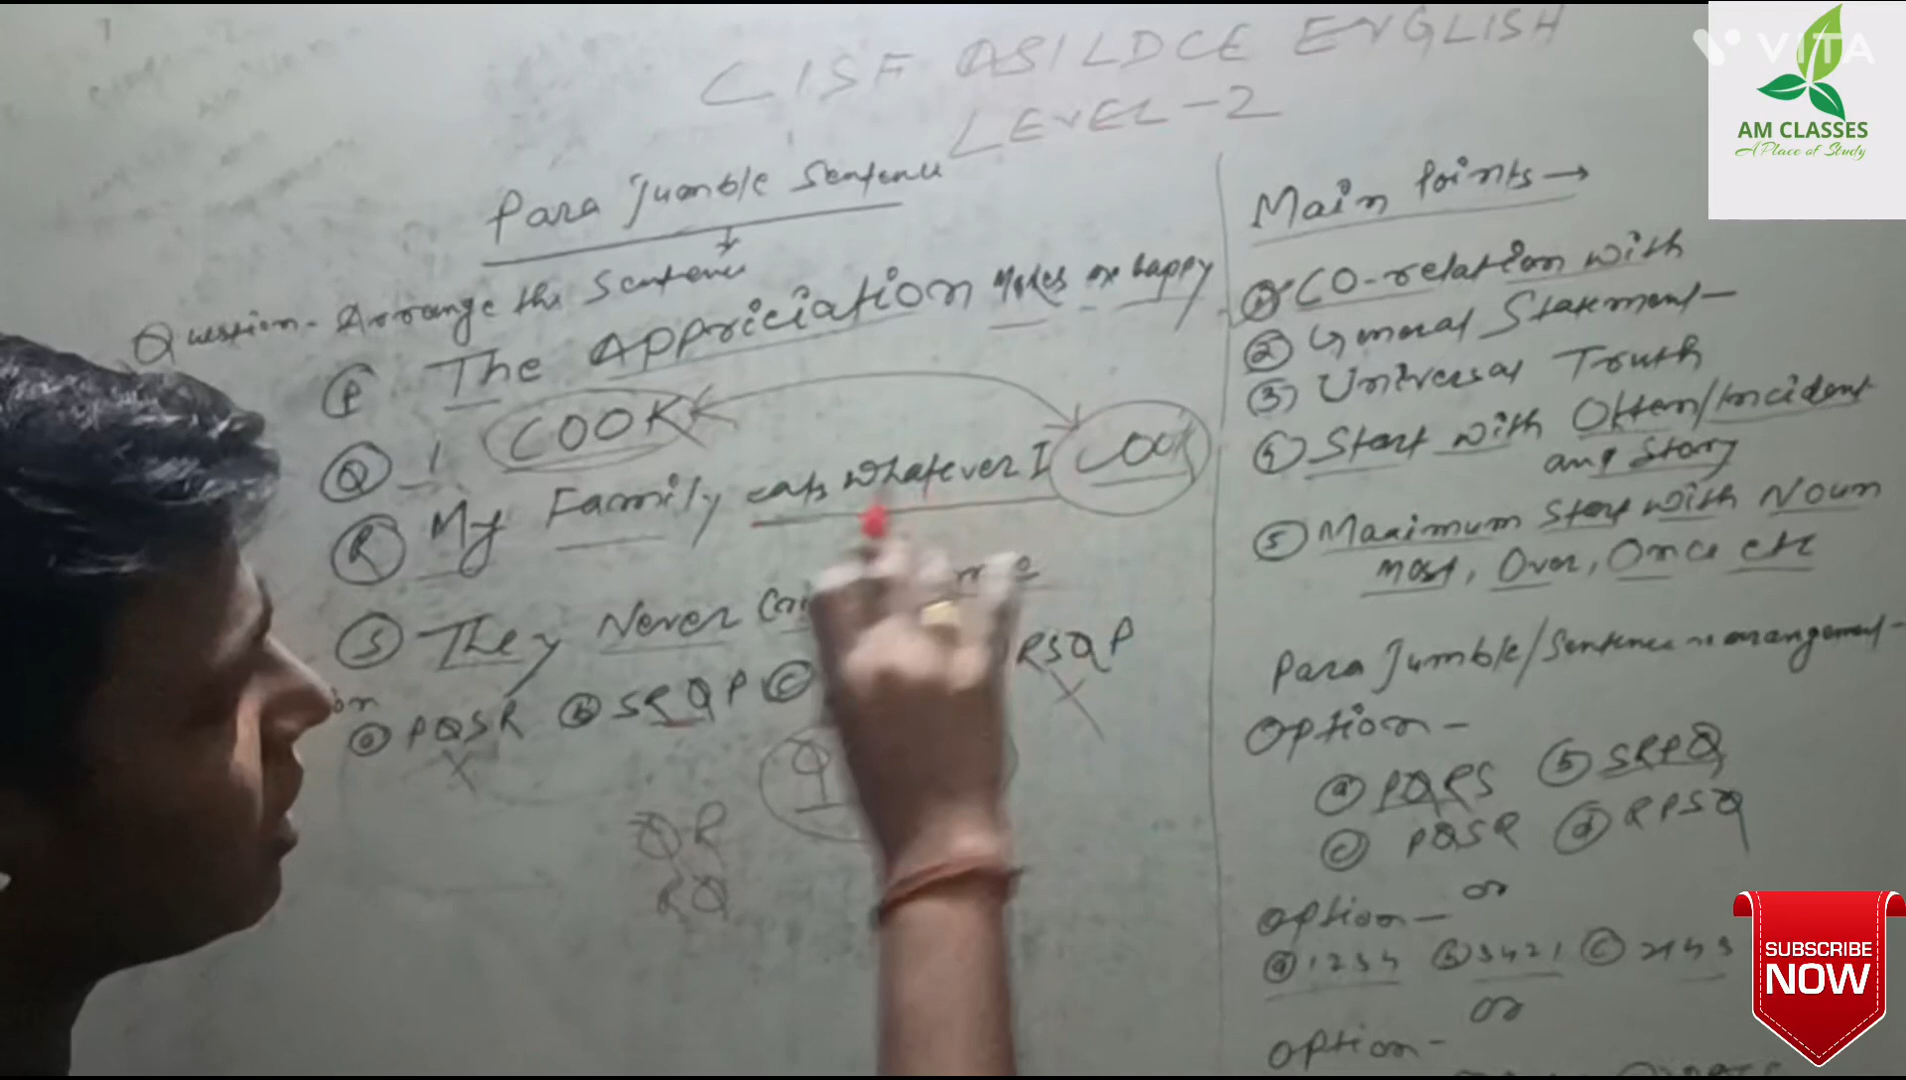 CISF ASI LDCE ENGLISH
LEVEL-2
Para Jumble Sentence
Question- Arrange the Sentence
P The Appriciation Makes me happy
Q I COOK
R My Family eats whatever I COOK
S They Never
a PQSR b SRQP c RSQP
Q
QR
RQ
Main Points→
1 CO-relation with
2 General Statement-
3 Universal Truth
4 Start with Often/Incident
any Story
5 Maximum Start with Noun
most, Over, Once etc
Para Jumble/Sentence rearrangement-
Option-
a PQRS b SRPQ
c PQSR d RPSQ
or
Option-
a 1234 b 3421 c 2143
or
Option-
VITA
AM CLASSES
A Place of Study
SUBSCRIBE
NOW